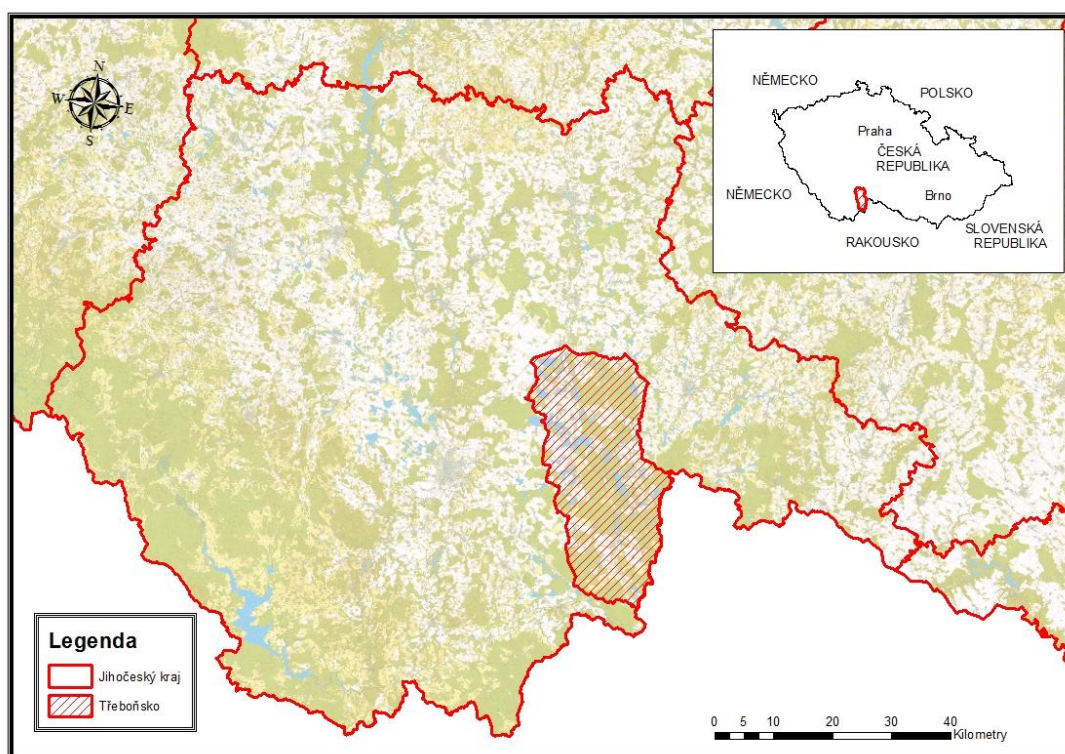 N
W
E
S
NĚMECKO
POLSKO
Praha
ČESKÁ
REPUBLIKA
NĚMECKO
Brno
SLOVENSKÁ
REPUBLIKA
RAKOUSKO
Legenda
Jihočeský kraj
Třeboňsko
0 5 10 20 30 40
Kilometry